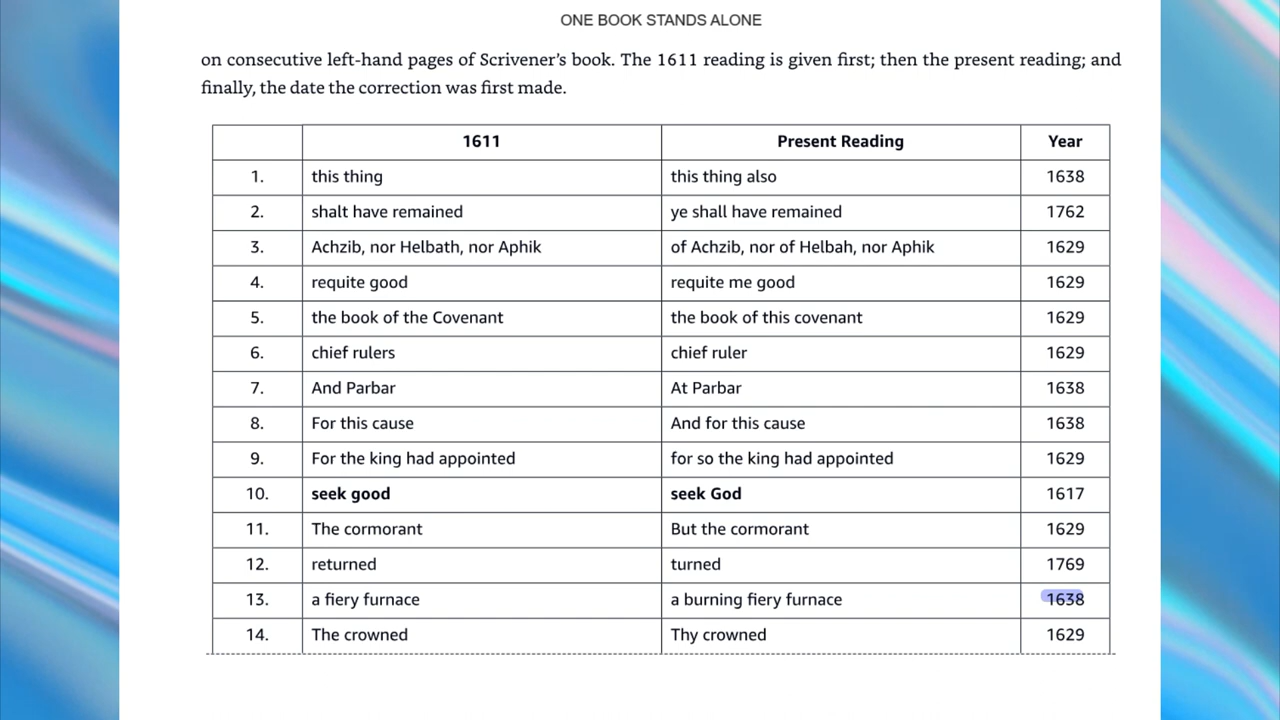 ONE BOOK STANDS ALONE
on consecutive left-hand pages of Scrivener's book. The 1611 reading is given first; then the present reading; and
finally, the date the correction was first made.
1611 Present Reading Year
1. this thing this thing also 1638
2. shalt have remained ye shall have remained 1762
3. Achzib, nor Helbath, nor Aphik of Achzib, nor of Helbah, nor Aphik 1629
4. requite good requite me good 1629
5. the book of the Covenant the book of this covenant 1629
6. chief rulers chief ruler 1629
7. And Parbar At Parbar 1638
8. For this cause And for this cause 1638
9. For the king had appointed for so the king had appointed 1629
10. seek good seek God 1617
11. The cormorant But the cormorant 1629
12. returned turned 1769
13. a fiery furnace a burning fiery furnace 1638
14. The crowned Thy crowned 1629